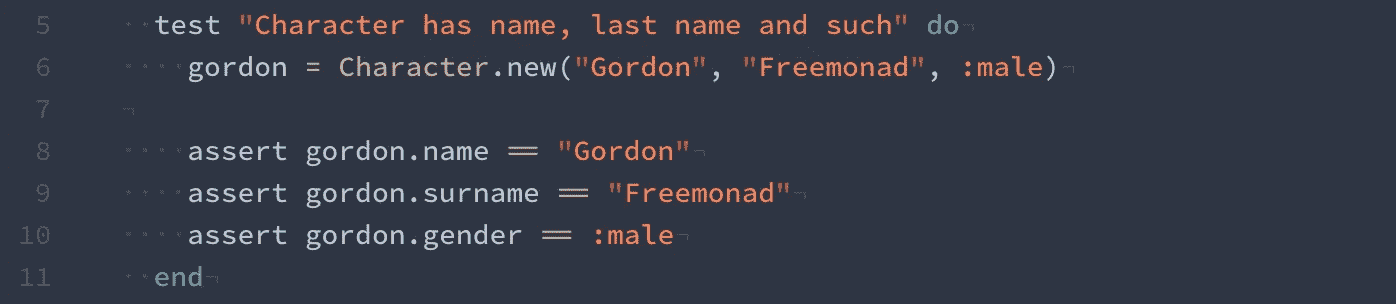 5 test "Character has name, last name and such" do
6 gordon = Character.new("Gordon", "Freemonad", :male)
7
8 assert gordon.name == "Gordon"
9 assert gordon.surname == "Freemonad"
10 assert gordon.gender == :male
11 end